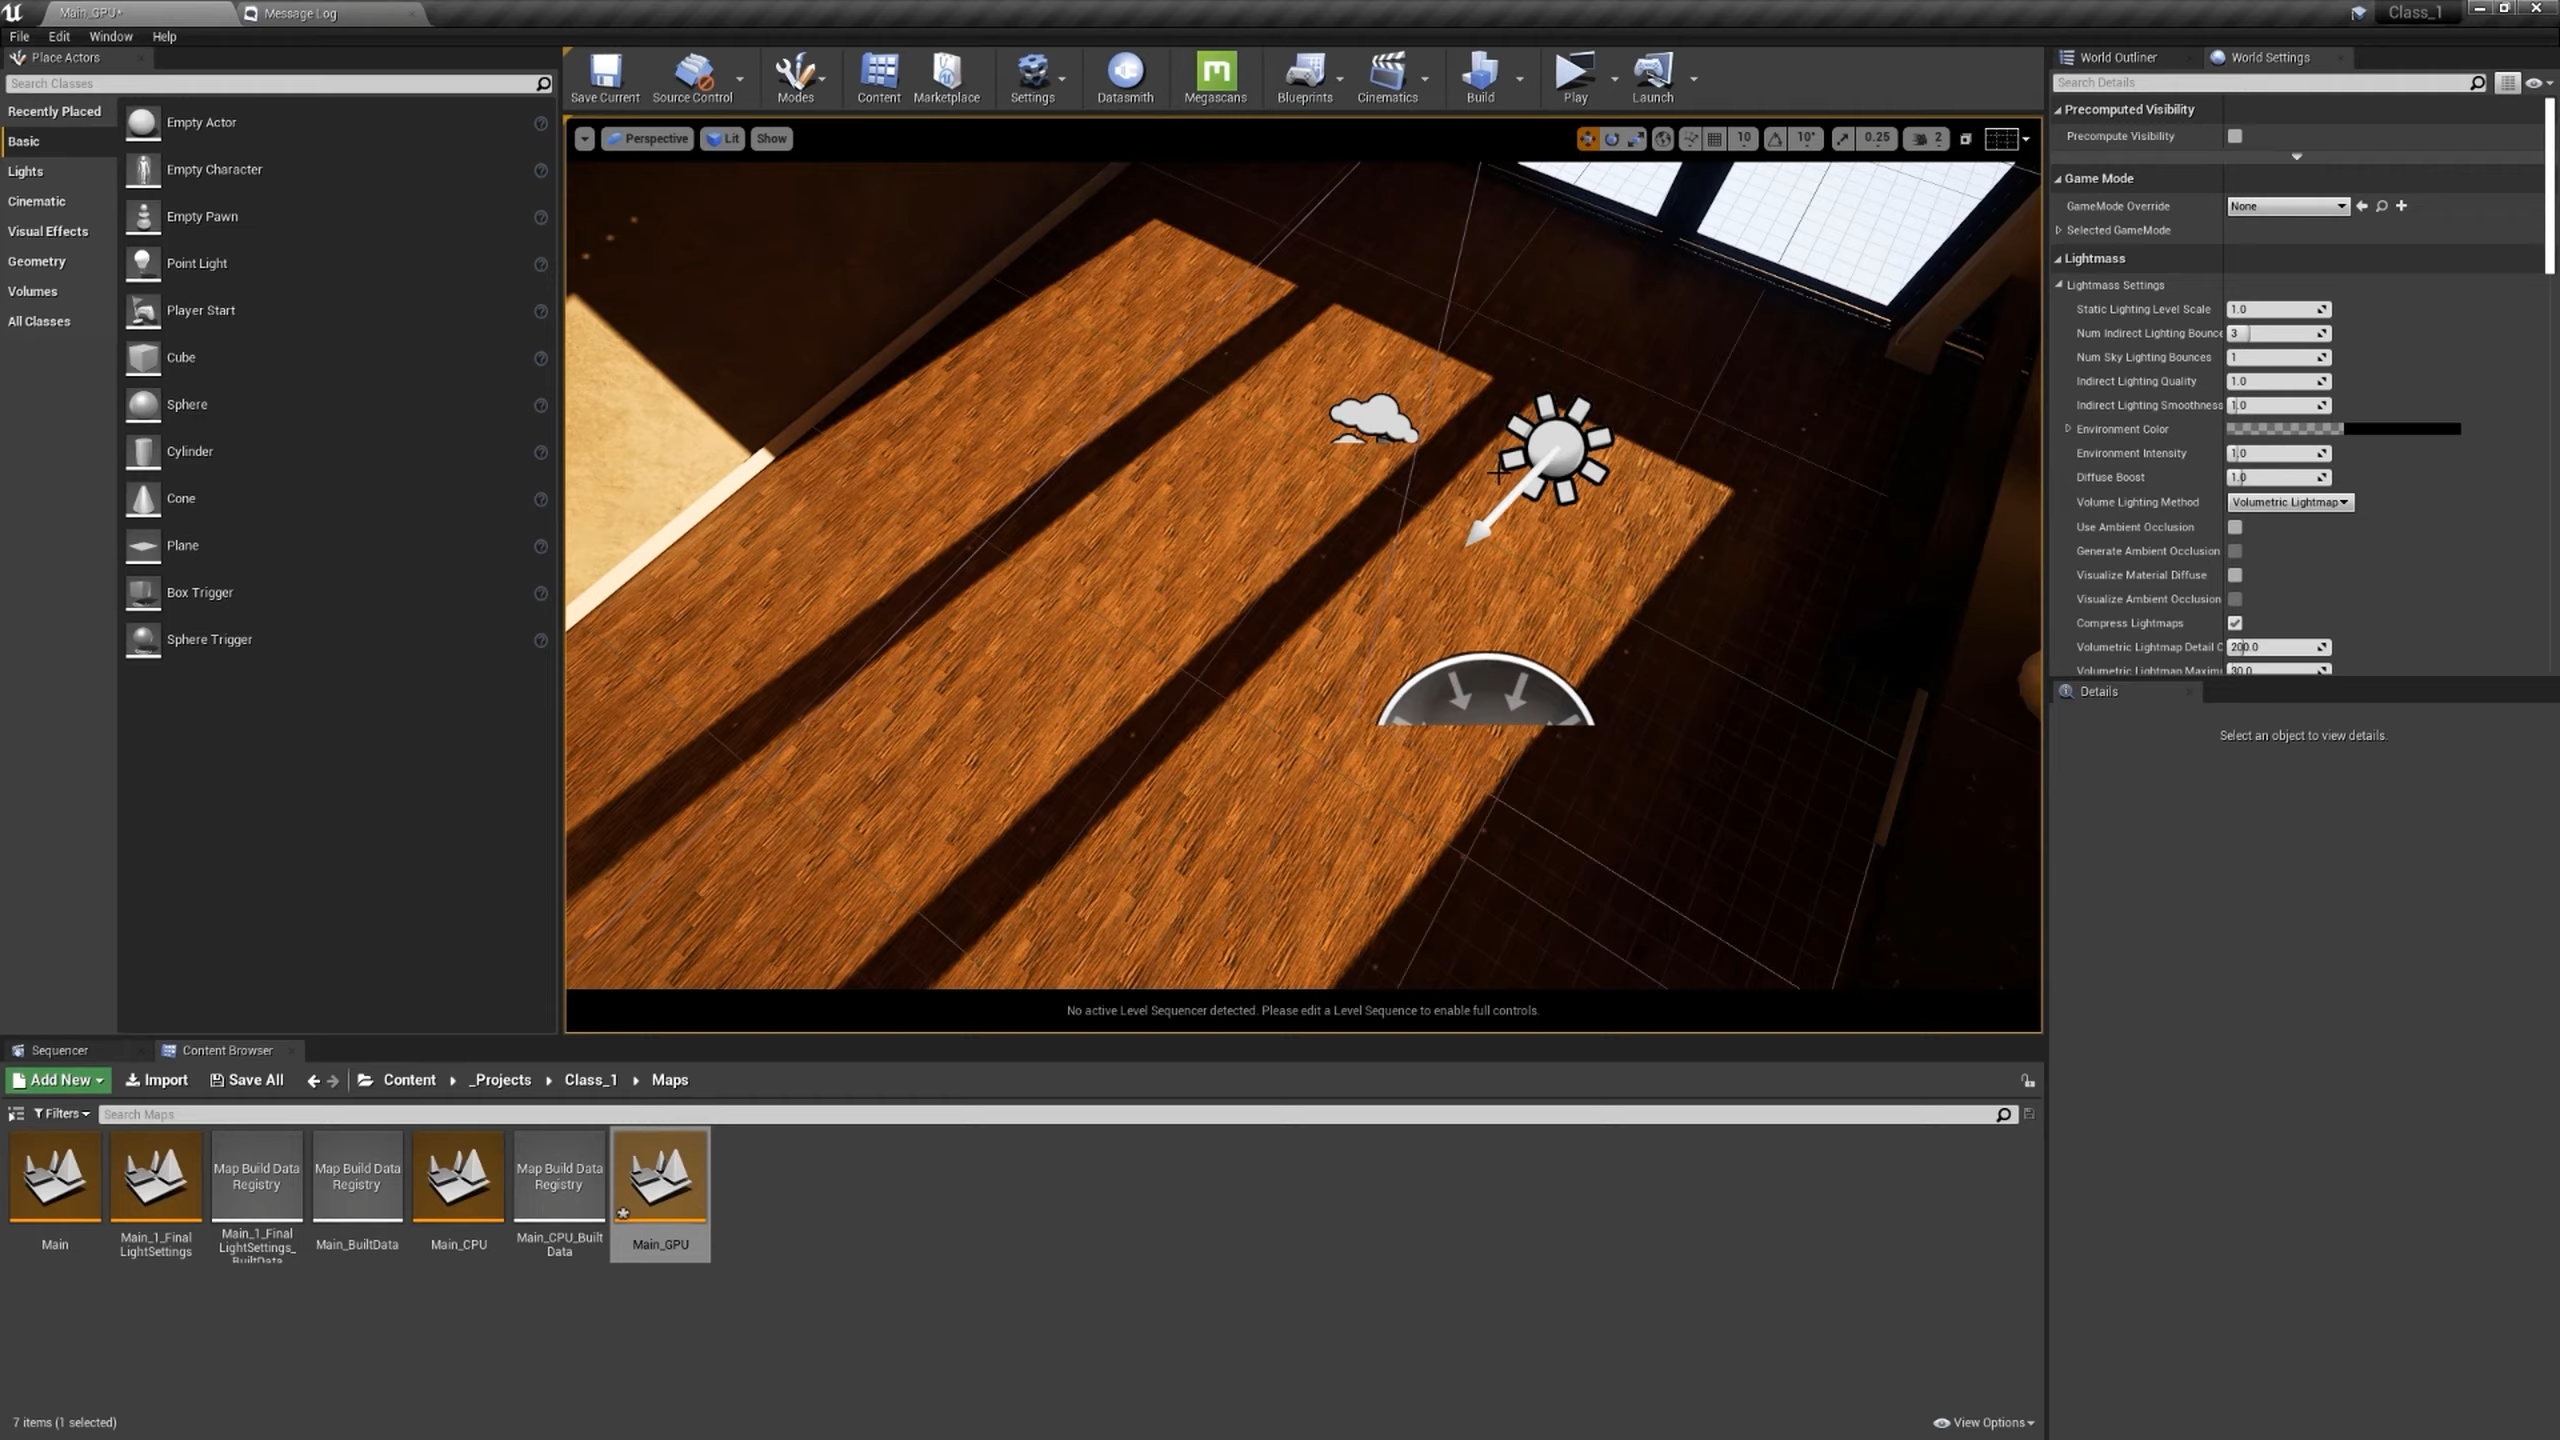 Main_GPU*
Message Log
Class_1
File Edit Window Help
Place Actors
Search Classes
Recently Placed
Basic
Lights
Cinematic
Visual Effects
Geometry
Volumes
All Classes
Empty Actor
Empty Character
Empty Pawn
Point Light
Player Start
Cube
Sphere
Cylinder
Cone
Plane
Box Trigger
Sphere Trigger
Save Current
Source Control
Modes
Content
Marketplace
Settings
Datasmith
Megascans
Blueprints
Cinematics
Build
Play
Launch
Perspective
Lit
Show
10
10°
0.25
2
No active Level Sequencer detected. Please edit a Level Sequence to enable full controls.
World Outliner
World Settings
Search Details
Precomputed Visibility
Precompute Visibility
Game Mode
GameMode Override None
Selected GameMode
Lightmass
Lightmass Settings
Static Lighting Level Scale 1.0
Num Indirect Lighting Bounce 3
Num Sky Lighting Bounces 1
Indirect Lighting Quality 1.0
Indirect Lighting Smoothness 1.0
Environment Color
Environment Intensity 1.0
Diffuse Boost 1.0
Volume Lighting Method Volumetric Lightmap
Use Ambient Occlusion
Generate Ambient Occlusion
Visualize Material Diffuse
Visualize Ambient Occlusion
Compress Lightmaps
Volumetric Lightmap Detail C 200.0
Volumetric Lightmap Maximu 30.0
Details
Select an object to view details.
Sequencer
Content Browser
Add New Import Save All Content _Projects Class_1 Maps
Filters Search Maps
Map Build Data
Registry
Map Build Data
Registry
Map Build Data
Registry
Main
Main_1_Final
LightSettings
Main_1_Final
LightSettings_
BuiltData
Main_BuiltData
Main_CPU
Main_CPU_Built
Data
Main_GPU
7 items (1 selected)
View Options